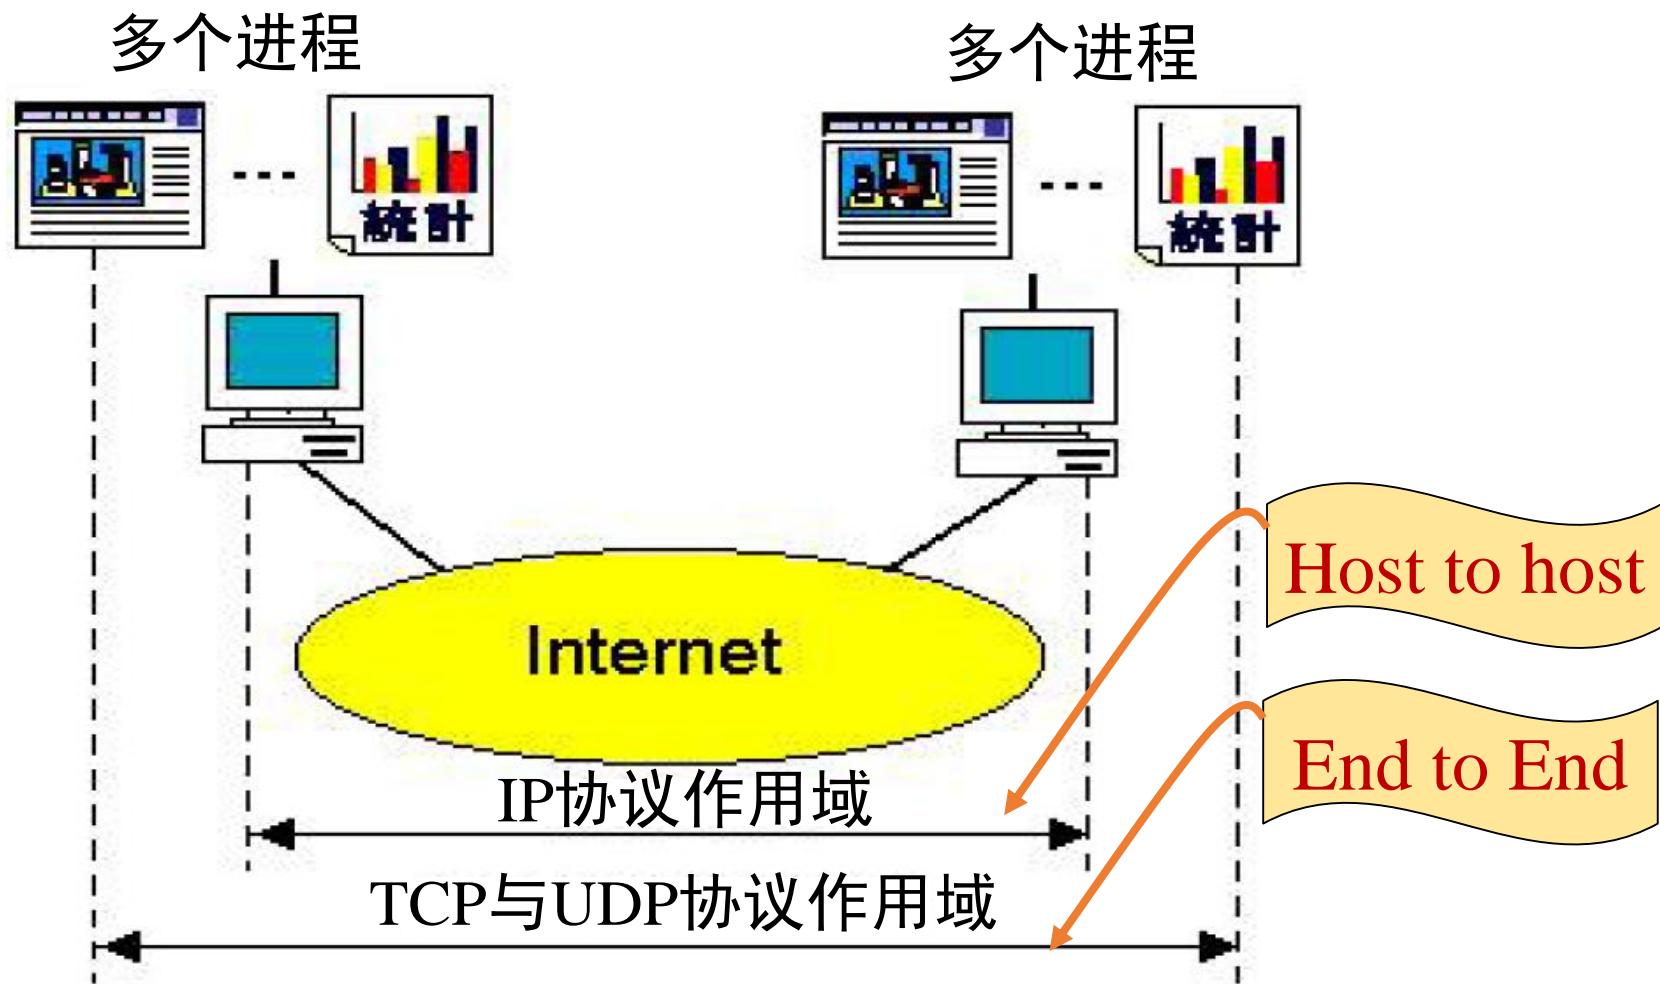 多个进程
多个进程
統計
統計
Internet
Host to host
End to End
IP协议作用域
TCP与UDP协议作用域